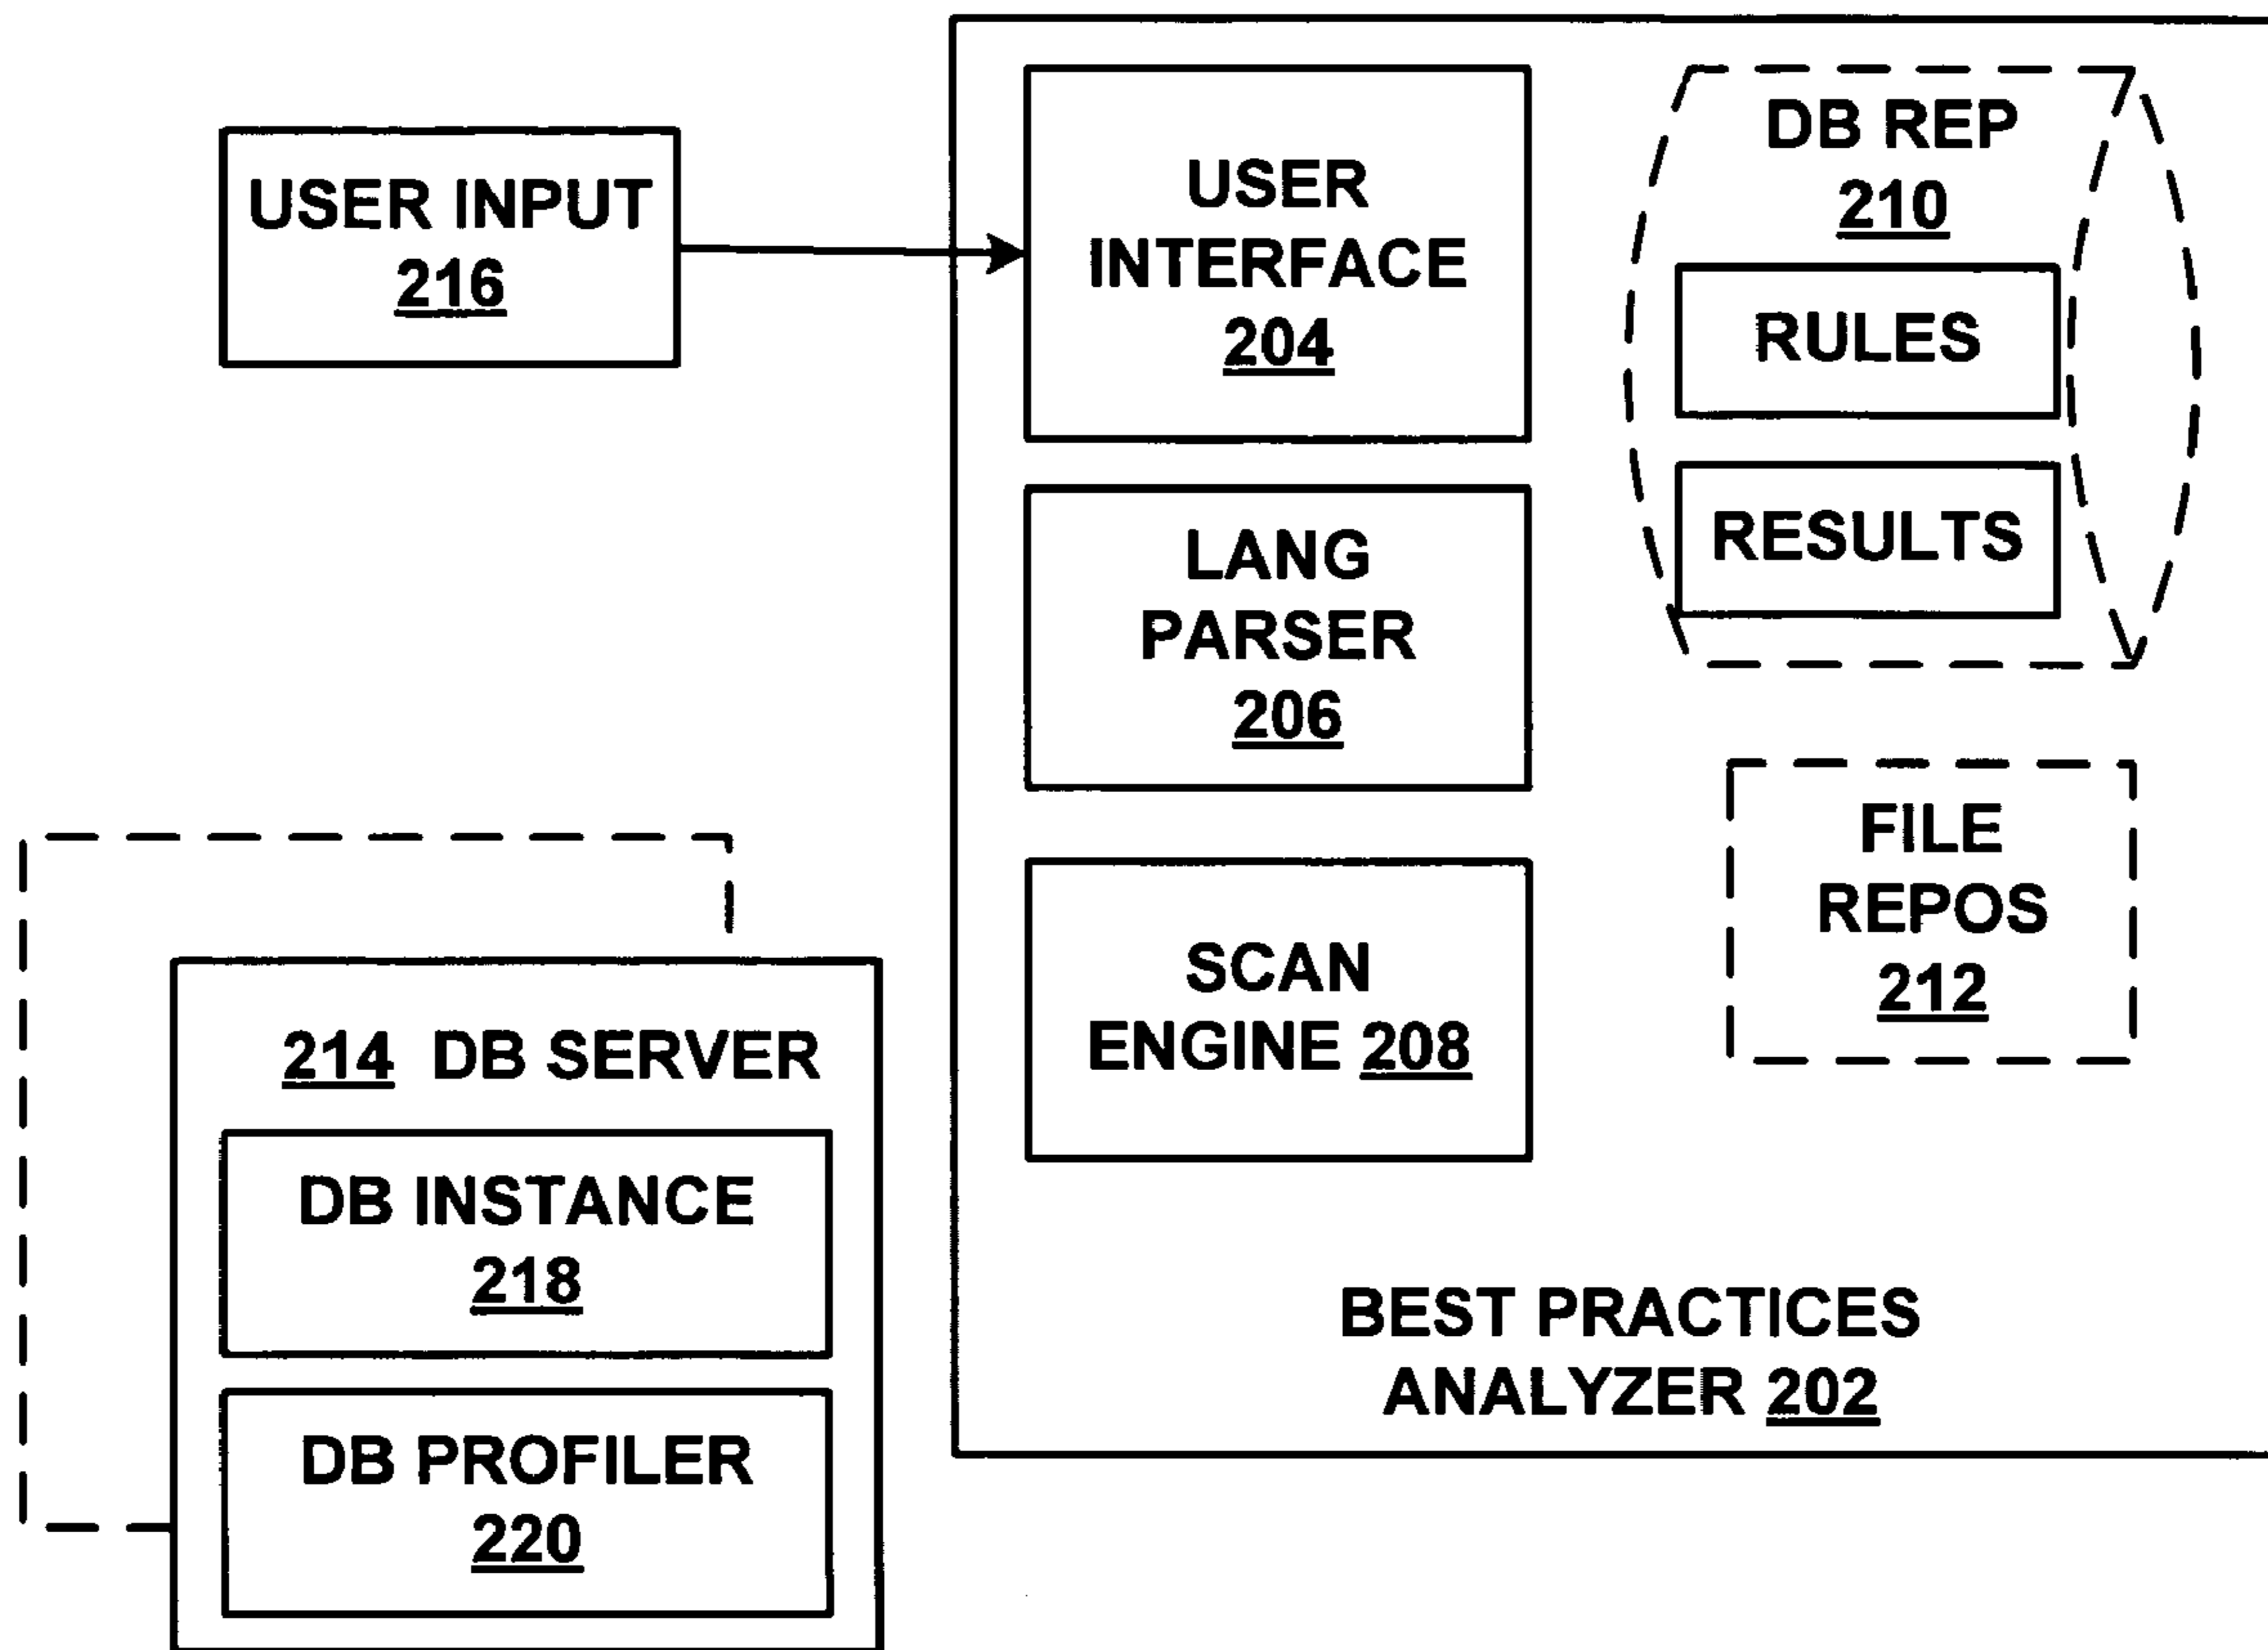 USER INPUT
216
USER
INTERFACE
204
DB REP
210
RULES
RESULTS
LANG
PARSER
206
FILE
REPOS
212
SCAN
ENGINE 208
214 DB SERVER
DB INSTANCE
218
DB PROFILER
220
BEST PRACTICES
ANALYZER 202